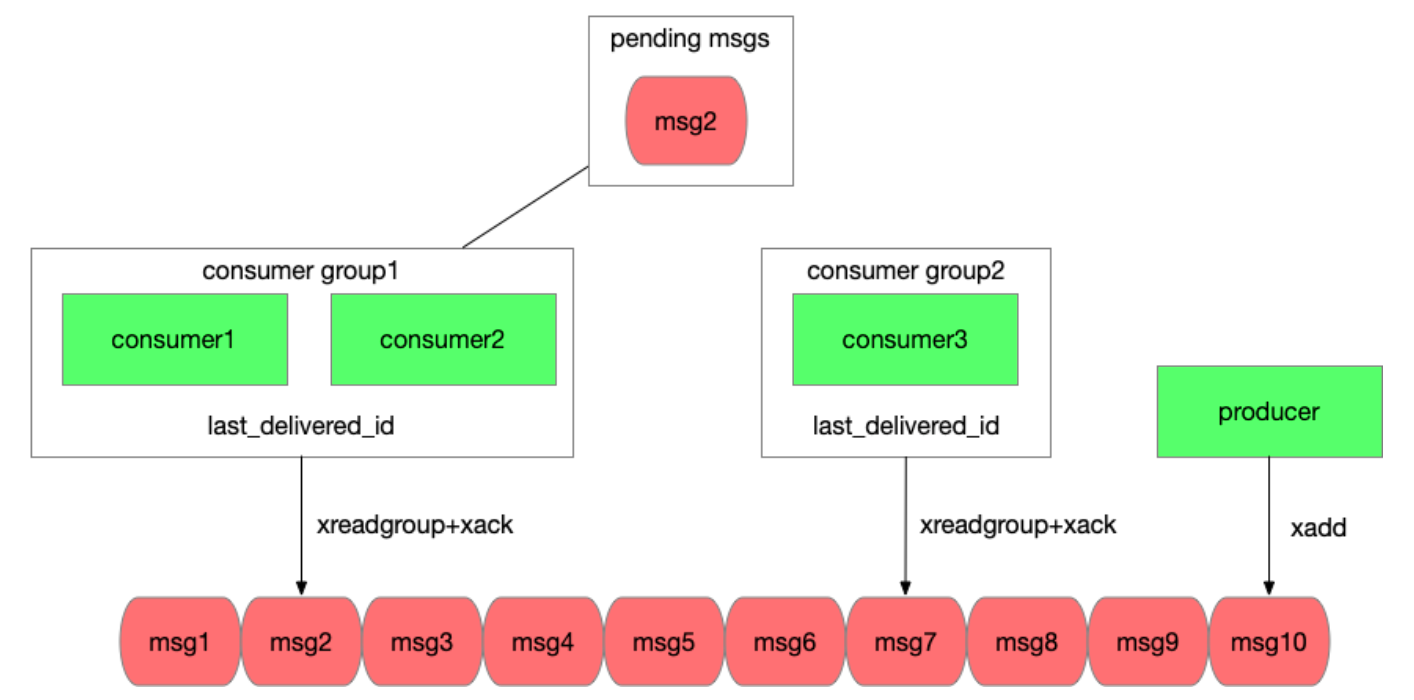 pending msgs
msg2
consumer group1
consumer1
consumer2
last_delivered_id
consumer group2
consumer3
last_delivered_id
producer
xreadgroup+xack
xreadgroup+xack
xadd
msg1
msg2
msg3
msg4
msg5
msg6
msg7
msg8
msg9
msg10